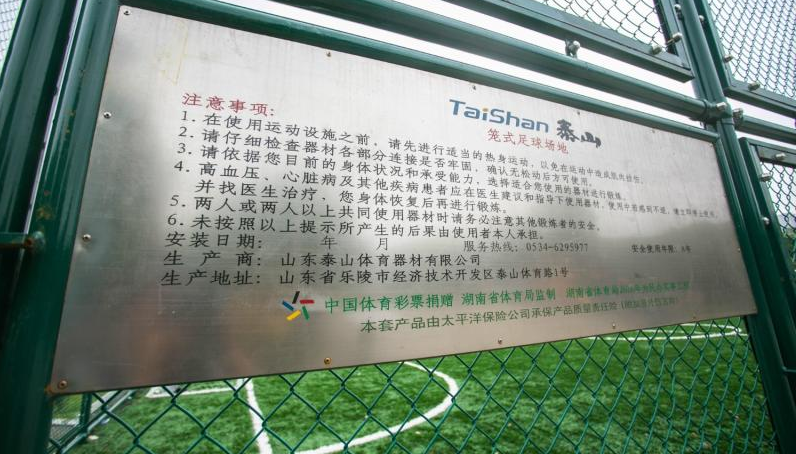 TaiShan 泰山
笼式足球场地
注意事项:
1. 在使用运动设施之前，请先进行适当的热身运动，以免在运动中造成肌肉拉伤。
2. 请仔细检查器材各部分连接是否牢固，确认无松动后方可使用。
3. 请依据您目前的身体状况和承受能力，选择适合您使用的器材进行锻炼。
4. 高血压、心脏病及其他疾病患者应在医生建议和指导下使用器材，使用中若感到不适，请立即停止使用，
并找医生治疗，您身体恢复后再进行锻炼。
5. 两人或两人以上共同使用器材时请务必注意其他锻炼者的安全。
6. 未按照以上提示所产生的后果由使用者本人承担。
安装日期： 年 月 服务热线：0534-6295977 安全使用年限：8年
生 产 商：山东泰山体育器材有限公司
生产地址：山东省乐陵市经济技术开发区泰山体育路1号
中国体育彩票捐赠 湖南省体育局监制 湖南省体育局
本套产品由太平洋保险公司承保产品质量责任险